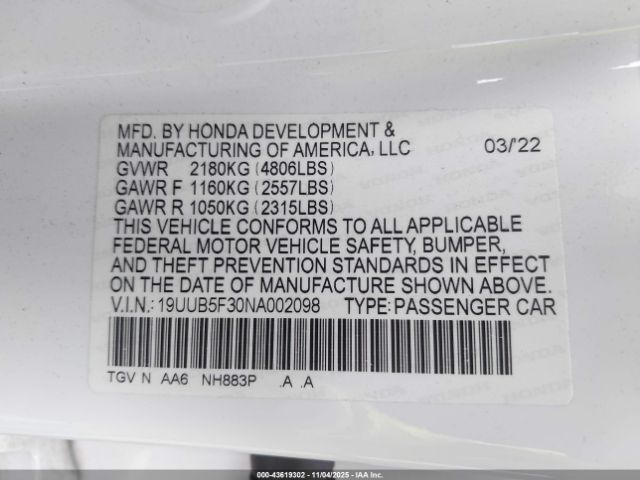 MFD. BY HONDA DEVELOPMENT &
MANUFACTURING OF AMERICA, LLC 03/'22
GVWR 2180KG (4806LBS)
GAWR F 1160KG (2557LBS)
GAWR R 1050KG (2315LBS)
THIS VEHICLE CONFORMS TO ALL APPLICABLE
FEDERAL MOTOR VEHICLE SAFETY, BUMPER,
AND THEFT PREVENTION STANDARDS IN EFFECT
ON THE DATE OF MANUFACTURE SHOWN ABOVE.
V.I.N.: 19UUB5F30NA002098 TYPE: PASSENGER CAR
TGV N AA6 NH883P .A .A
000-43619302 - 11/04/2025 - IAA Inc. Copyright